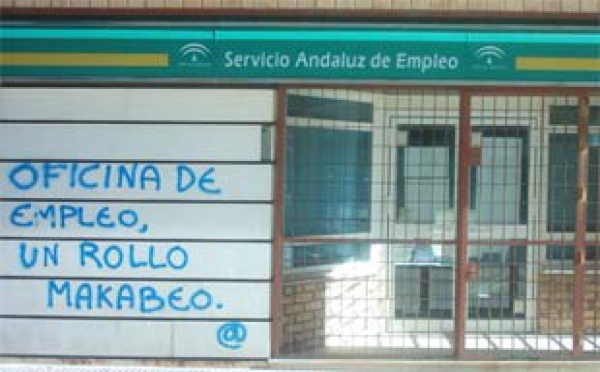 Servicio Andaluz de Empleo
OFICINA DE
EMPLEO,
UN ROLLO
MAKABEO.
@